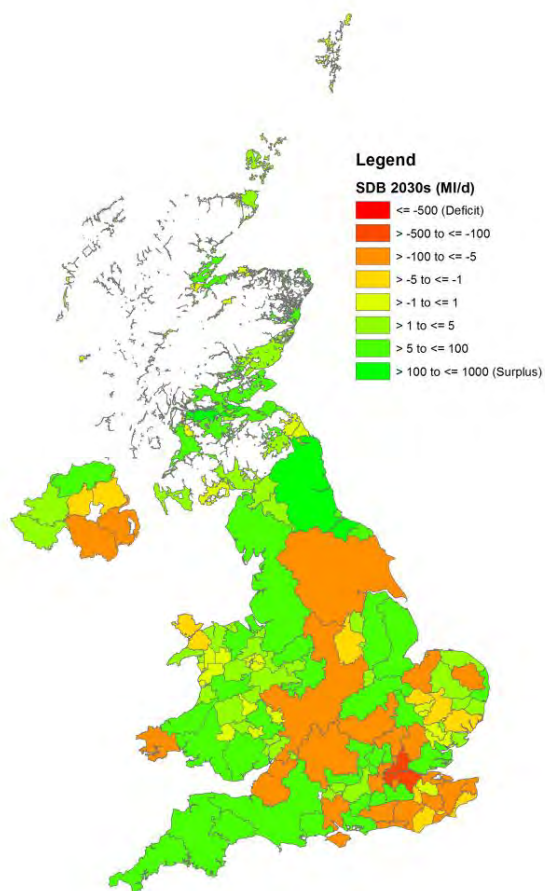 Legend
SDB 2030s (Ml/d)
<= -500 (Deficit)
> -500 to <= -100
> -100 to <= -5
> -5 to <= -1
> -1 to <= 1
> 1 to <= 5
> 5 to <= 100
> 100 to <= 1000 (Surplus)